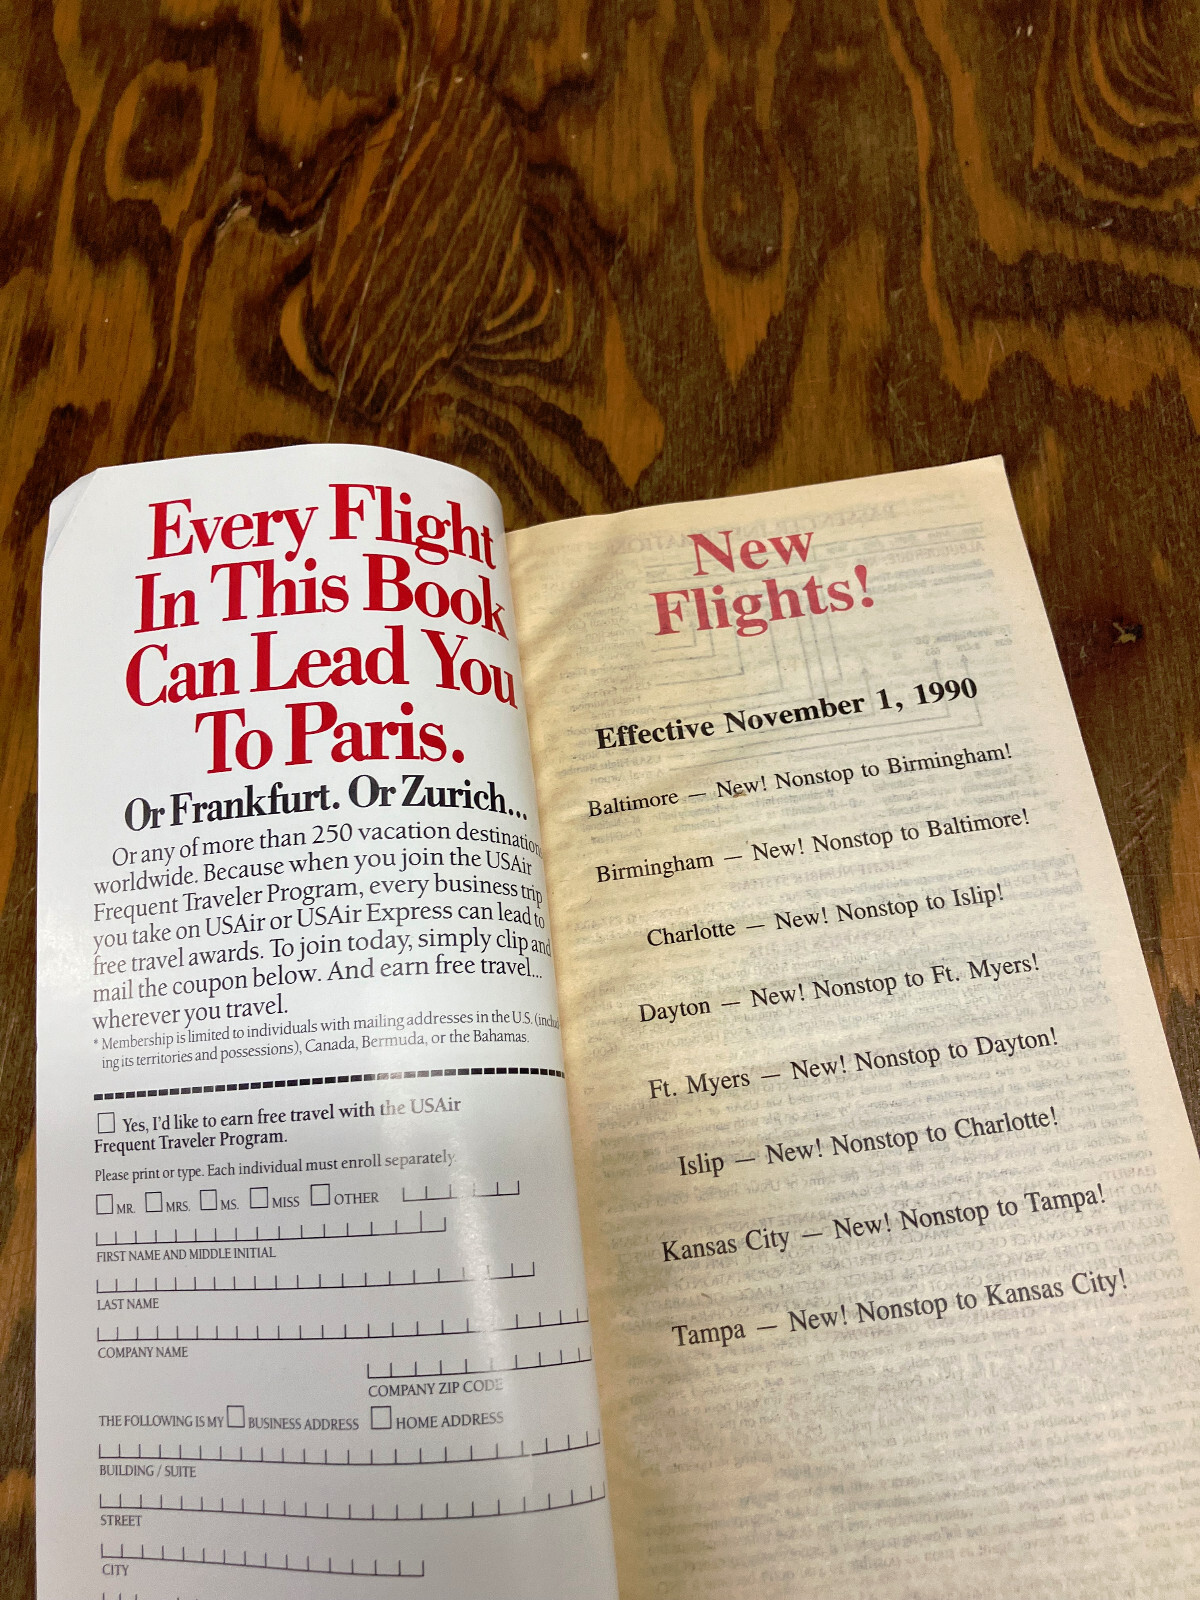 Every Flight
In This Book
Can Lead You
To Paris.
Or Frankfurt. Or Zurich...
Or any of more than 250 vacation destinations
worldwide. Because when you join the USAir
Frequent Traveler Program, every business trip
you take on USAir or USAir Express can lead to
free travel awards. To join today, simply clip and
mail the coupon below. And earn free travel...
wherever you travel.
* Membership is limited to individuals with mailing addresses in the U.S. (includ-
ing its territories and possessions), Canada, Bermuda, or the Bahamas.
Yes, I'd like to earn free travel with the USAir
Frequent Traveler Program.
Please print or type. Each individual must enroll separately.
MR. MRS. MS. MISS OTHER
FIRST NAME AND MIDDLE INITIAL
LAST NAME
COMPANY NAME
COMPANY ZIP CODE
THE FOLLOWING IS MY BUSINESS ADDRESS HOME ADDRESS
BUILDING / SUITE
STREET
CITY
New
Flights!
Effective November 1, 1990
Baltimore — New! Nonstop to Birmingham!
Birmingham — New! Nonstop to Baltimore!
Charlotte — New! Nonstop to Islip!
Dayton — New! Nonstop to Ft. Myers!
Ft. Myers — New! Nonstop to Dayton!
Islip — New! Nonstop to Charlotte!
Kansas City — New! Nonstop to Tampa!
Tampa — New! Nonstop to Kansas City!